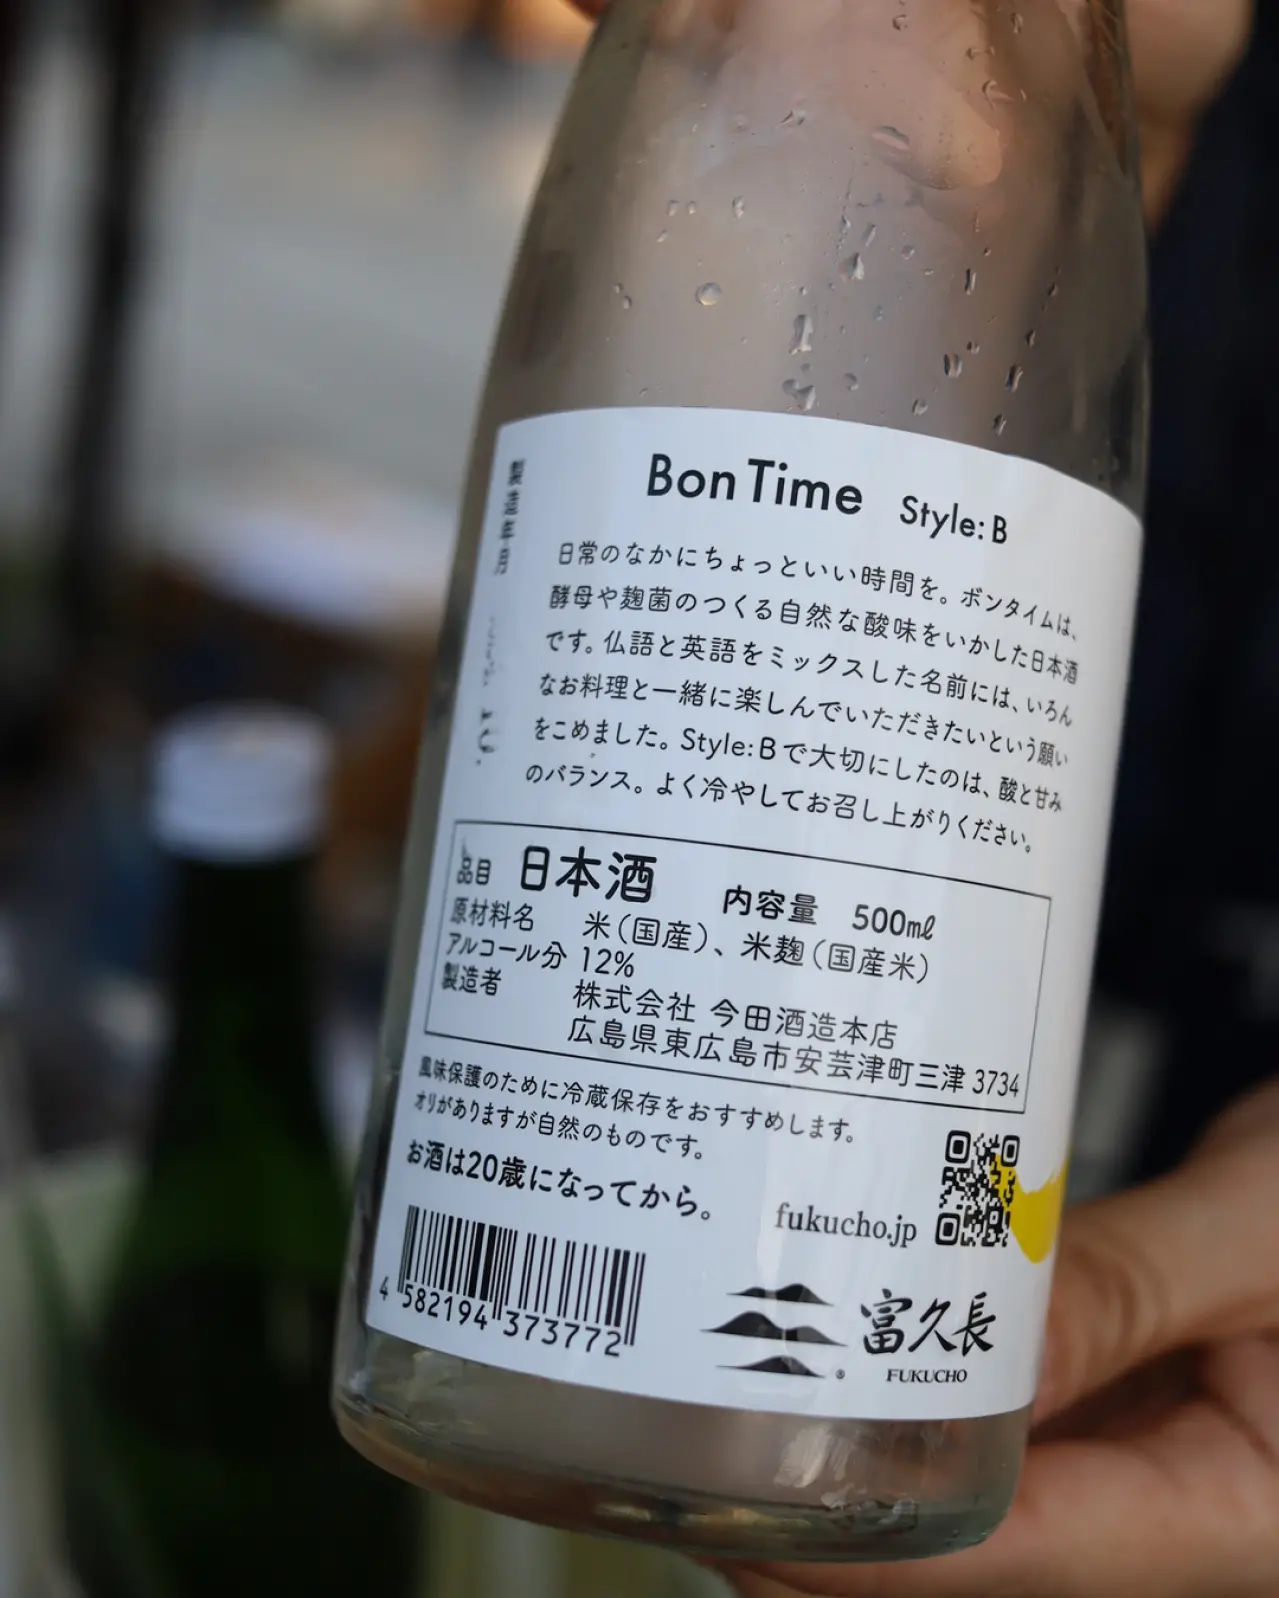 Bon Time Style: B
製造年月
日常のなかにちょっといい時間を。ボンタイムは、
酵母や麹菌のつくる自然な酸味をいかした日本酒
です。仏語と英語をミックスした名前には、いろん
なお料理と一緒に楽しんでいただきたいという願い
をこめました。Style:Bで大切にしたのは、酸と甘み
のバランス。よく冷やしてお召し上がりください。
品目 日本酒 内容量 500mℓ
原材料名 米(国産)、米麹(国産米)
アルコール分 12%
製造者 株式会社 今田酒造本店
広島県東広島市安芸津町三津 3734
風味保護のために冷蔵保存をおすすめします。
オリがありますが自然のものです。
お酒は20歳になってから。
fukucho.jp
4 582194 373772
富久長
®
FUKUCHO